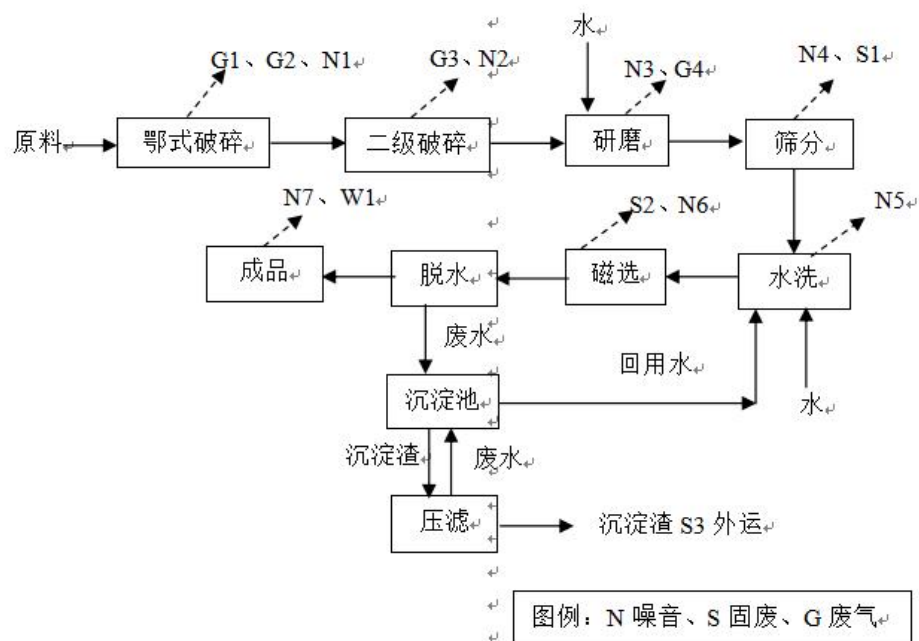 水
G1、G2、N1
G3、N2
N3、G4
N4、S1
原料
鄂式破碎
二级破碎
研磨
筛分
N7、W1
S2、N6
N5
成品
脱水
磁选
水洗
废水
回用水
沉淀池
水
沉淀渣
废水
压滤
沉淀渣 S3 外运
图例：N 噪音、S 固废、G 废气